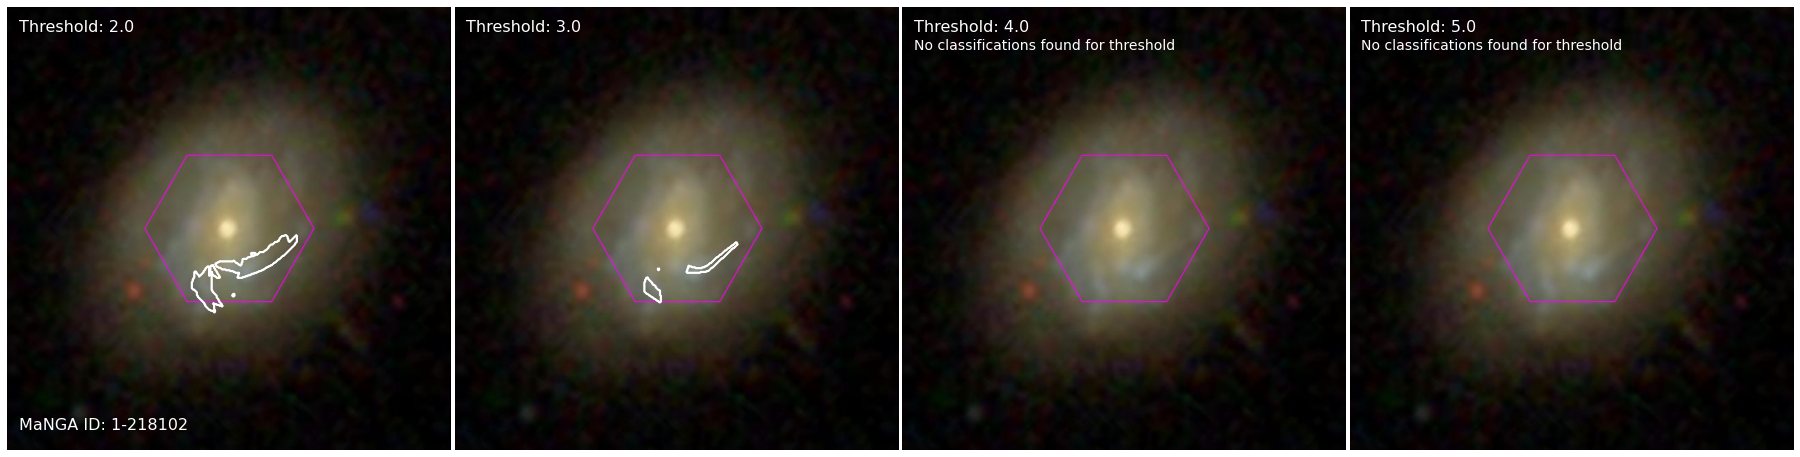 Threshold: 2.0
MaNGA ID: 1-218102
Threshold: 3.0
Threshold: 4.0
No classifications found for threshold
Threshold: 5.0
No classifications found for threshold